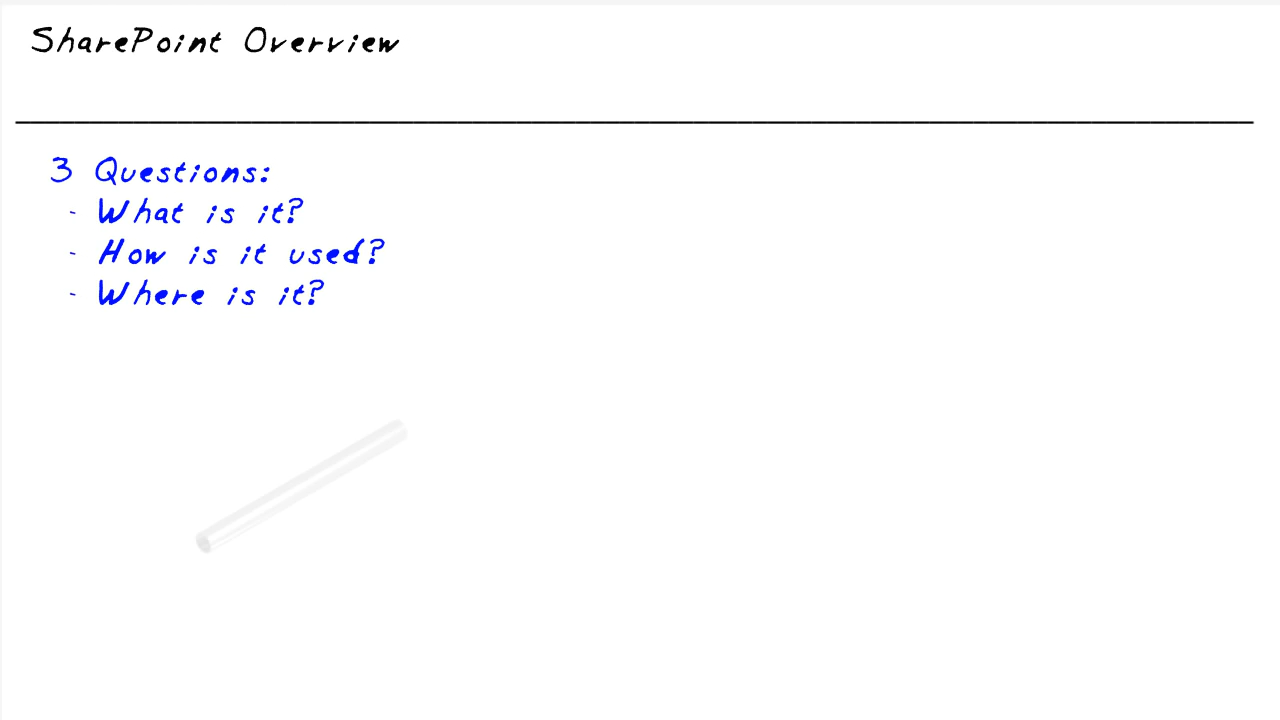 SharePoint Overview
3 Questions:
- What is it?
- How is it used?
- Where is it?